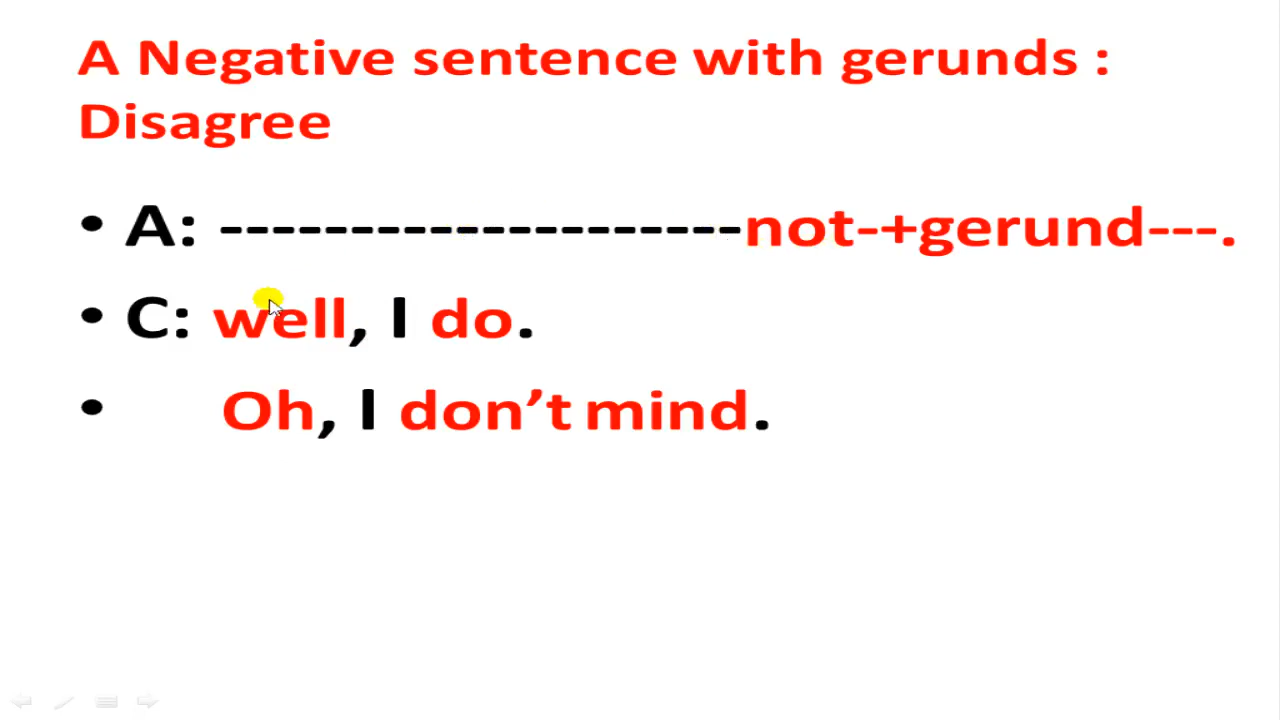 A Negative sentence with gerunds :
Disagree
• A: --------------------not-+gerund---.
• C: well, I do.
• Oh, I don’t mind.